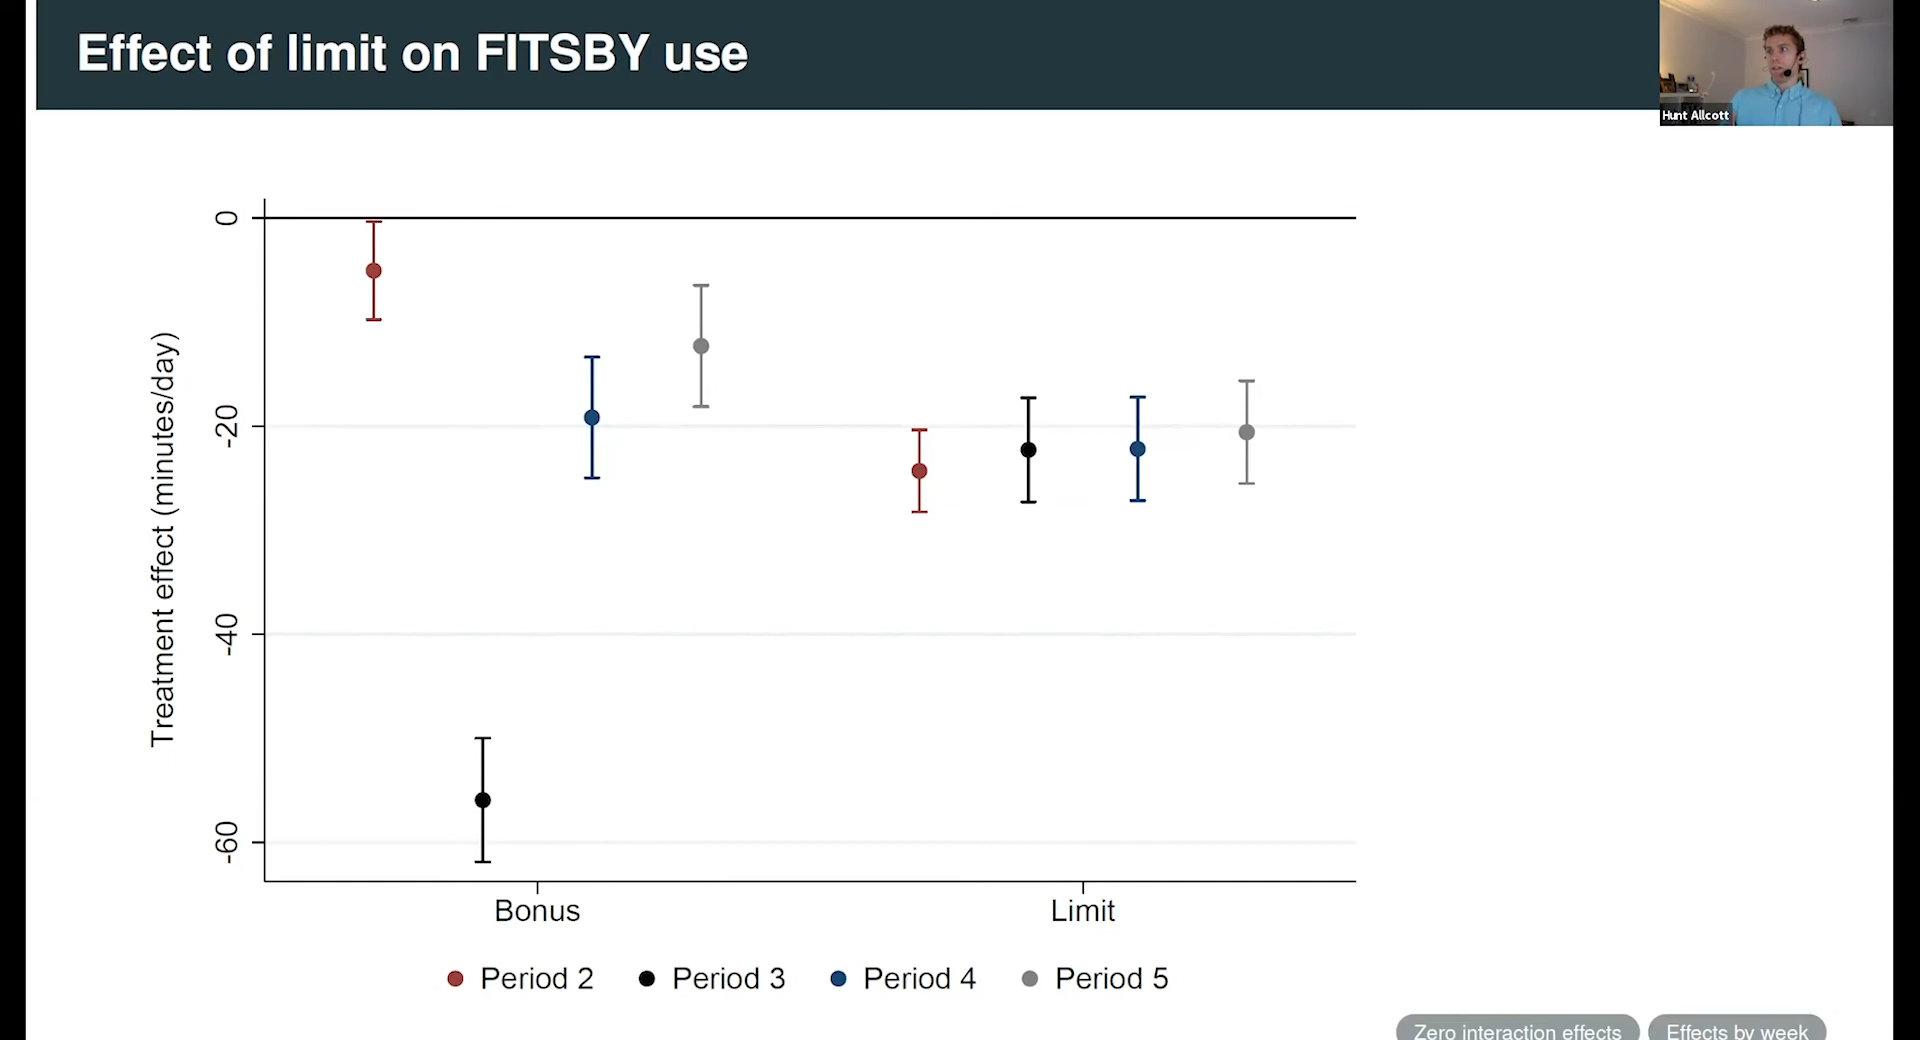 Effect of limit on FITSBY use
Hunt Allcott
Treatment effect (minutes/day)
0
-20
-40
-60
Bonus
Limit
Period 2
Period 3
Period 4
Period 5
Zero interaction effects
Effects by week